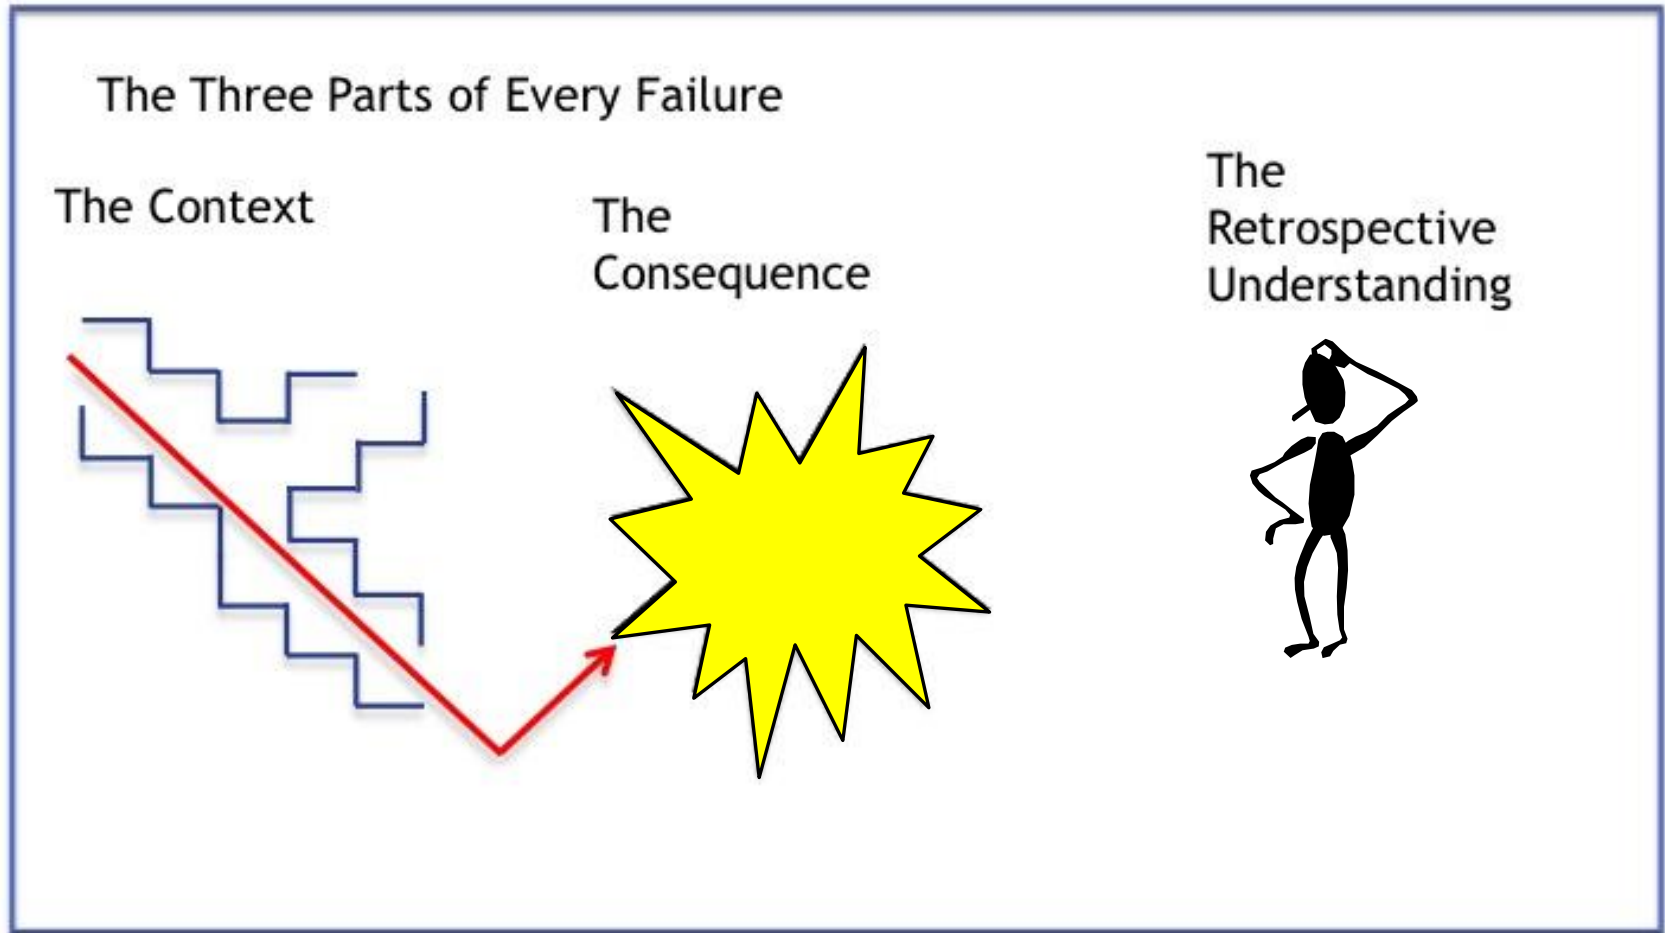 The Three Parts of Every Failure
The Context
The
Consequence
The
Retrospective
Understanding